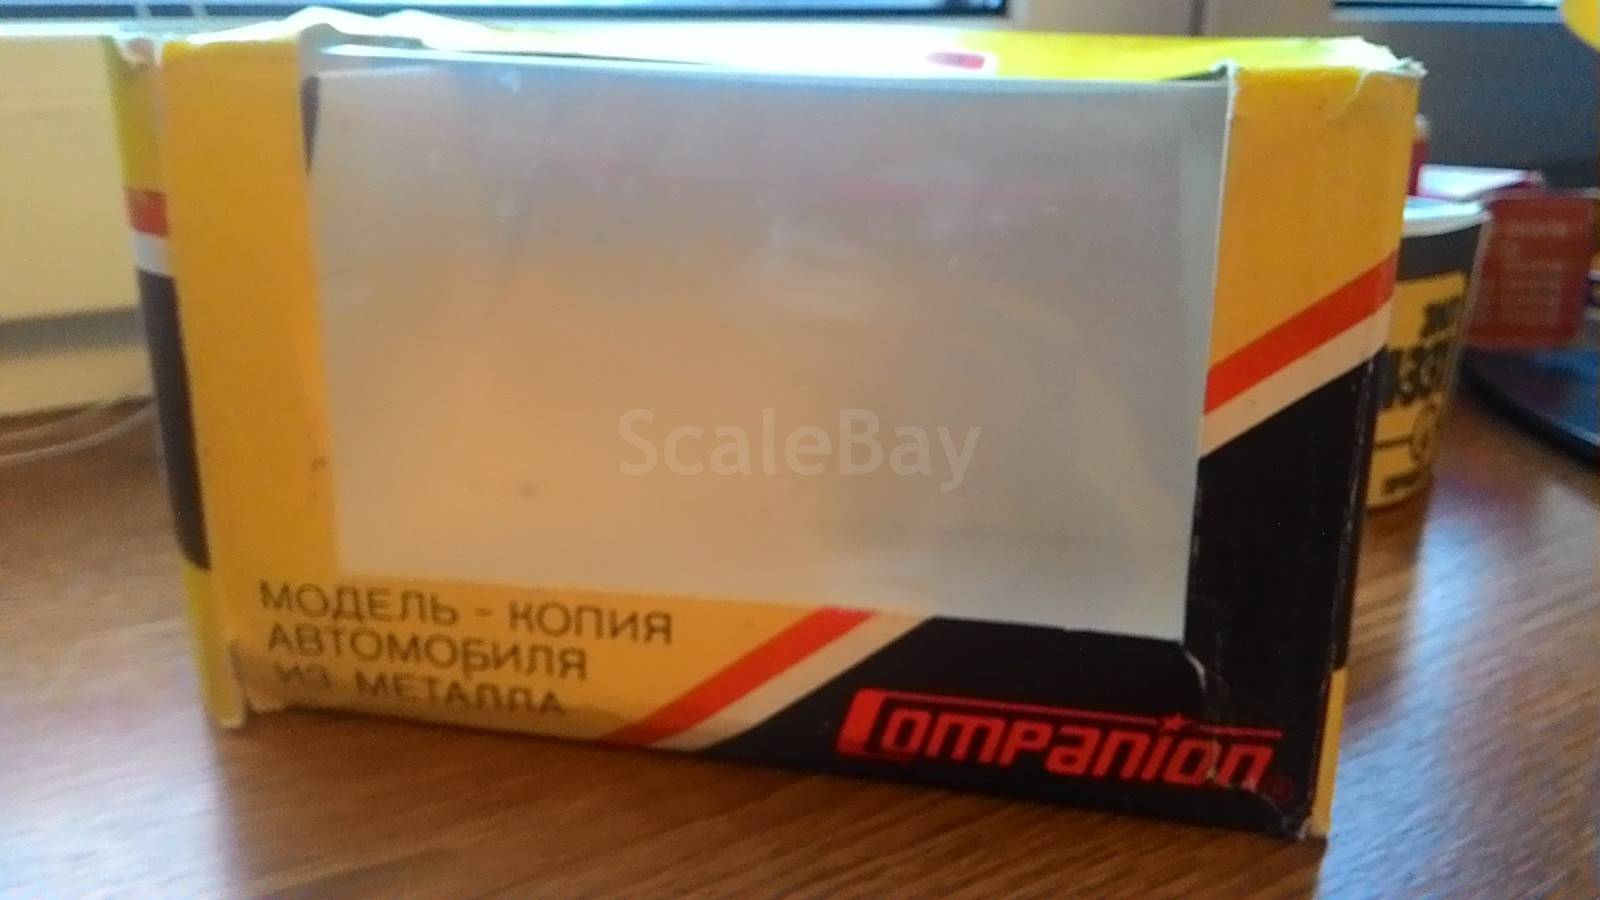 ScaleBay
МОДЕЛЬ - КОПИЯ
АВТОМОБИЛЯ
ИЗ МЕТАЛЛА
Companion